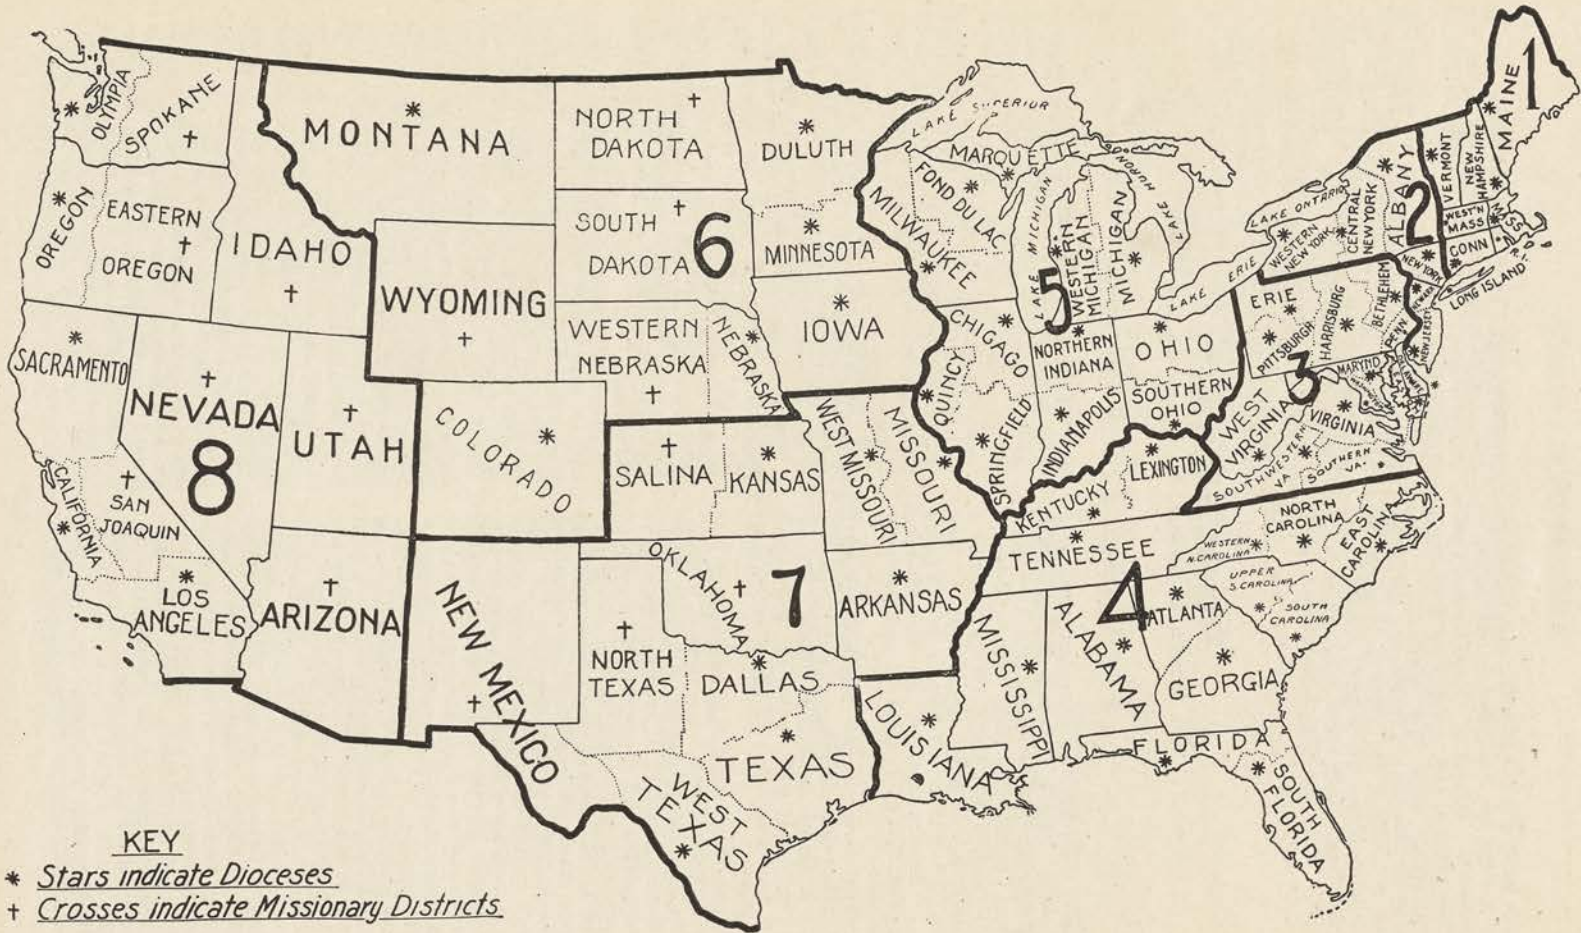 OLYMPIA
SPOKANE
OREGON
EASTERN
OREGON
IDAHO
MONTANA
WYOMING
SACRAMENTO
NEVADA
8
UTAH
CALIFORNIA
SAN
JOAQUIN
LOS
ANGELES
ARIZONA
NORTH
DAKOTA
SOUTH
DAKOTA
6
DULUTH
MINNESOTA
WESTERN
NEBRASKA
NEBRASKA
IOWA
COLORADO
SALINA
KANSAS
WEST MISSOURI
MISSOURI
NEW MEXICO
OKLAHOMA
7
ARKANSAS
NORTH
TEXAS
DALLAS
TEXAS
WEST
TEXAS
LAKE SUPERIOR
MARQUETTE
FOND DU LAC
MILWAUKEE
LAKE MICHIGAN
WESTERN
MICHIGAN
MICHIGAN
LAKE HURON
5
CHIGAGO
QUINCY
SPRINGFIELD
NORTHERN
INDIANA
INDIANAPOLIS
OHIO
SOUTHERN
OHIO
LAKE ERIE
LAKE ONTARIO
MAINE
1
VERMONT
NEW
HAMPSHIRE
WEST'N
MASS
MASS
CONN
R.I.
LONG ISLAND
ALBANY
2
CENTRAL
NEW YORK
WESTERN
NEW YORK
NEW YORK
ERIE
PITTSBURGH
HARRISBURG
BETHLEHEM
PENN
NEWARK
NEW JERSEY
3
MARYND
WEST
VIRGINIA
VIRGINIA
SOUTHWESTERN
VA
SOUTHERN
VA.
LEXINGTON
KENTUCKY
TENNESSEE
WESTERN
N. CAROLINA
NORTH
CAROLINA
EAST
CAROLINA
UPPER
S. CAROLINA
SOUTH
CAROLINA
4
MISSISSIPPI
ALABAMA
ATLANTA
GEORGIA
LOUISIANA
FLORIDA
SOUTH
FLORIDA
KEY
* Stars indicate Dioceses
† Crosses indicate Missionary Districts